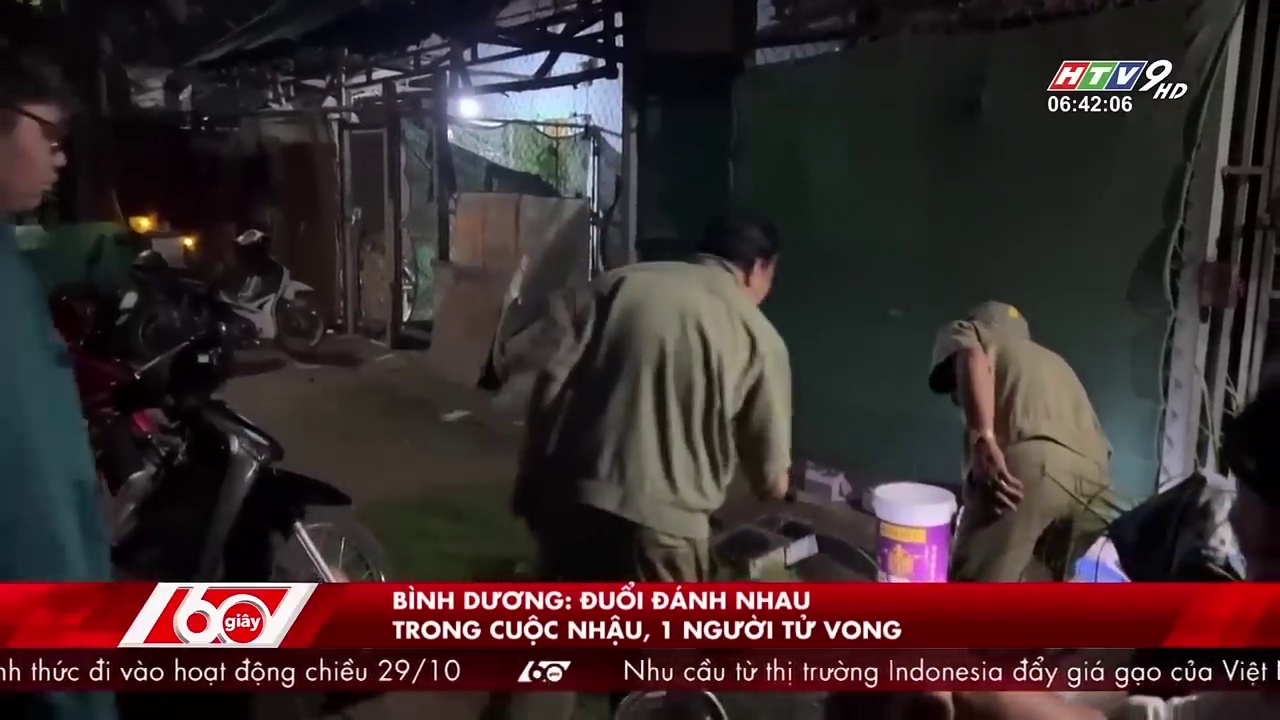 HTV9 HD
06:42:06
60 giây
BÌNH DƯƠNG: ĐUỔI ĐÁNH NHAU
TRONG CUỘC NHẬU, 1 NGƯỜI TỬ VONG
thức đi vào hoạt động chiều 29/10 60 giây Nhu cầu từ thị trường Indonesia đẩy giá gạo của Việt